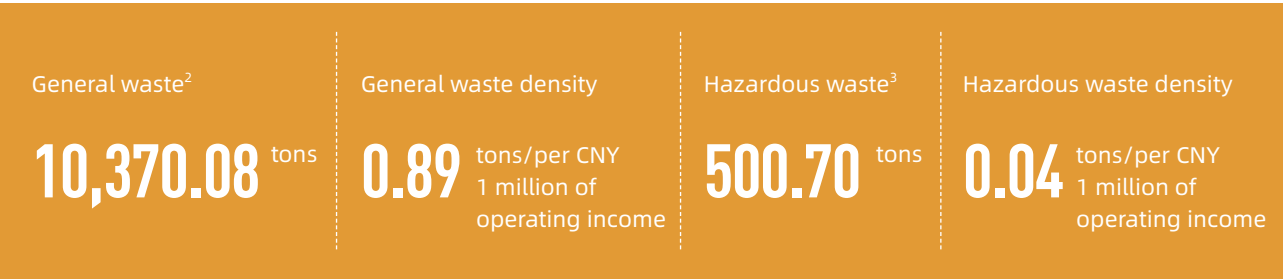 General waste²
10,370.08 tons
General waste density
0.89 tons/per CNY
1 million of
operating income
Hazardous waste³
500.70 tons
Hazardous waste density
0.04 tons/per CNY
1 million of
operating income